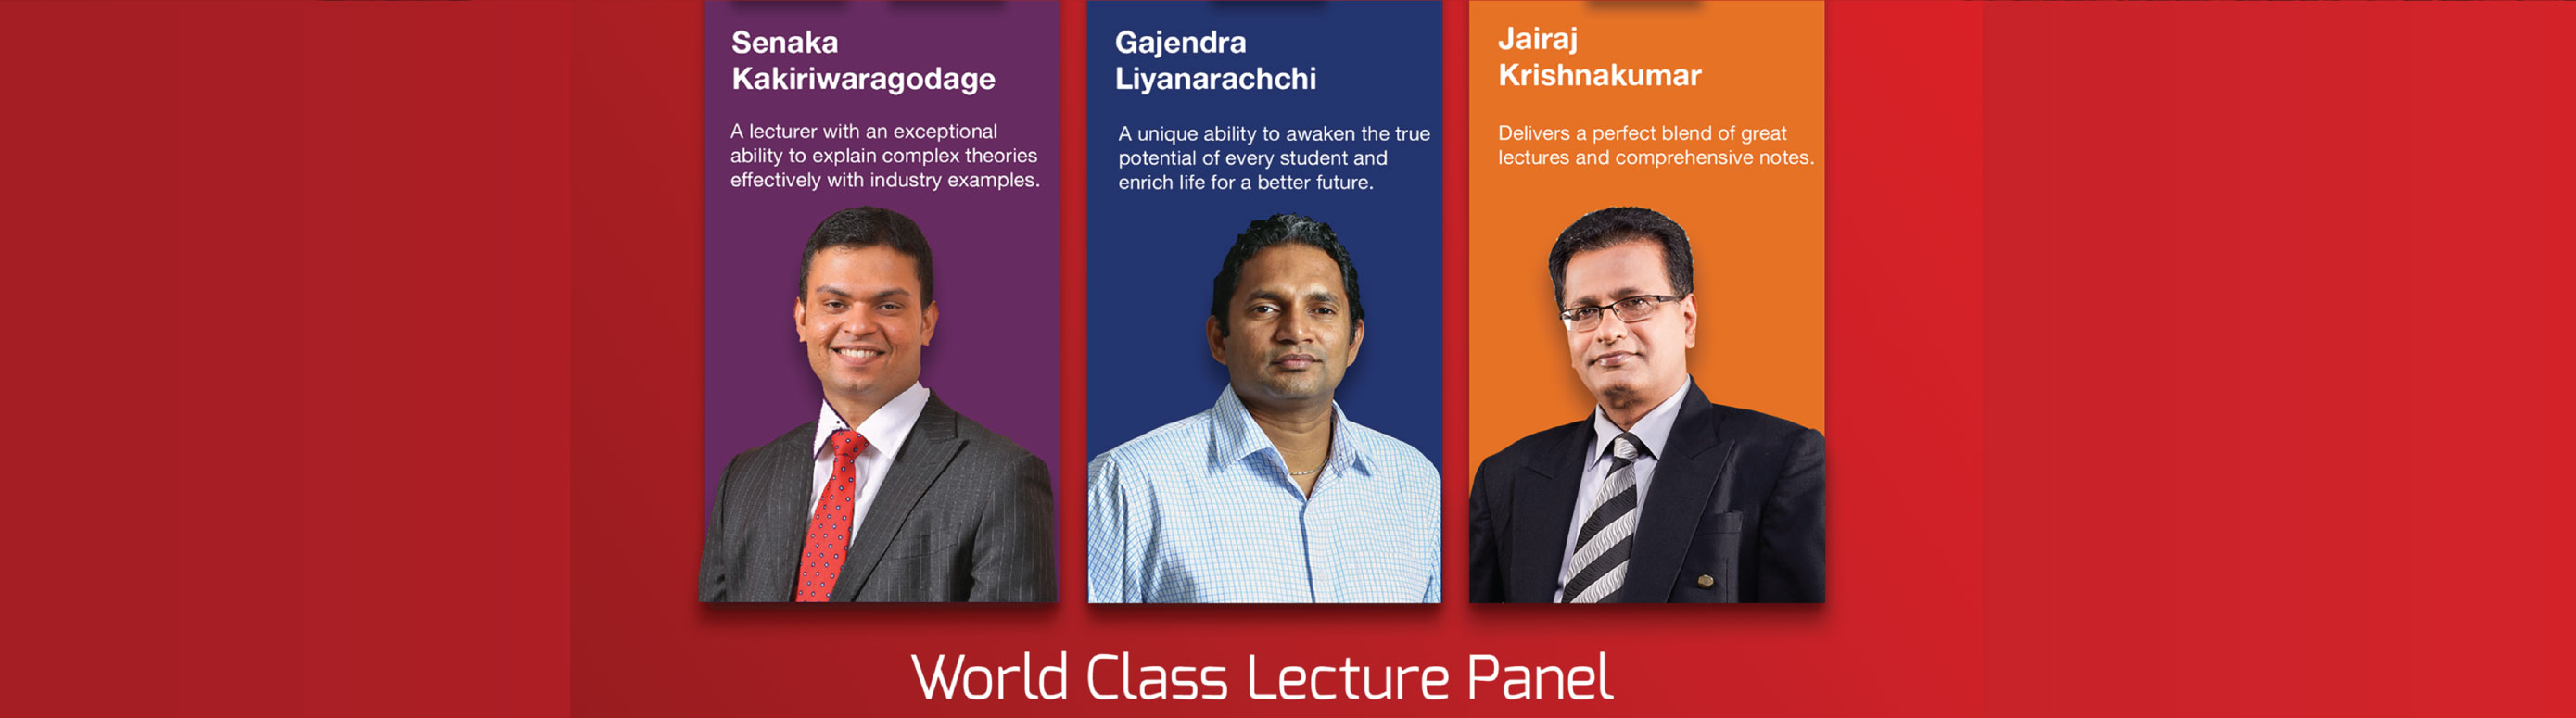 Senaka
Kakiriwaragodage
A lecturer with an exceptional
ability to explain complex theories
effectively with industry examples.
Gajendra
Liyanarachchi
A unique ability to awaken the true
potential of every student and
enrich life for a better future.
Jairaj
Krishnakumar
Delivers a perfect blend of great
lectures and comprehensive notes.
World Class Lecture Panel